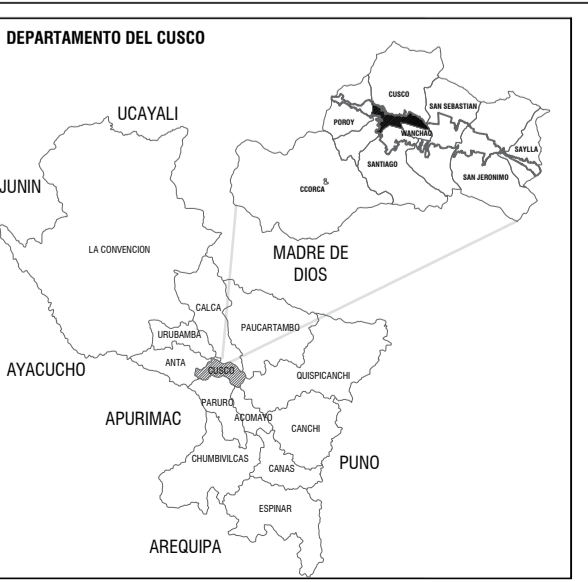 DEPARTAMENTO DEL CUSCO
CUSCO
SAN SEBASTIAN
UCAYALI
POROY
WANCHAC
SAYLLA
SANTIAGO
SAN JERONIMO
JUNIN
CCORCA
LA CONVENCION
MADRE DE
DIOS
CALCA
PAUCARTAMBO
URUBAMBA
ANTA
AYACUCHO
CUSCO
QUISPICANCHI
PARURO
APURIMAC
ACOMAYO
CANCHI
CHUMBIVILCAS
PUNO
CANAS
ESPINAR
AREQUIPA